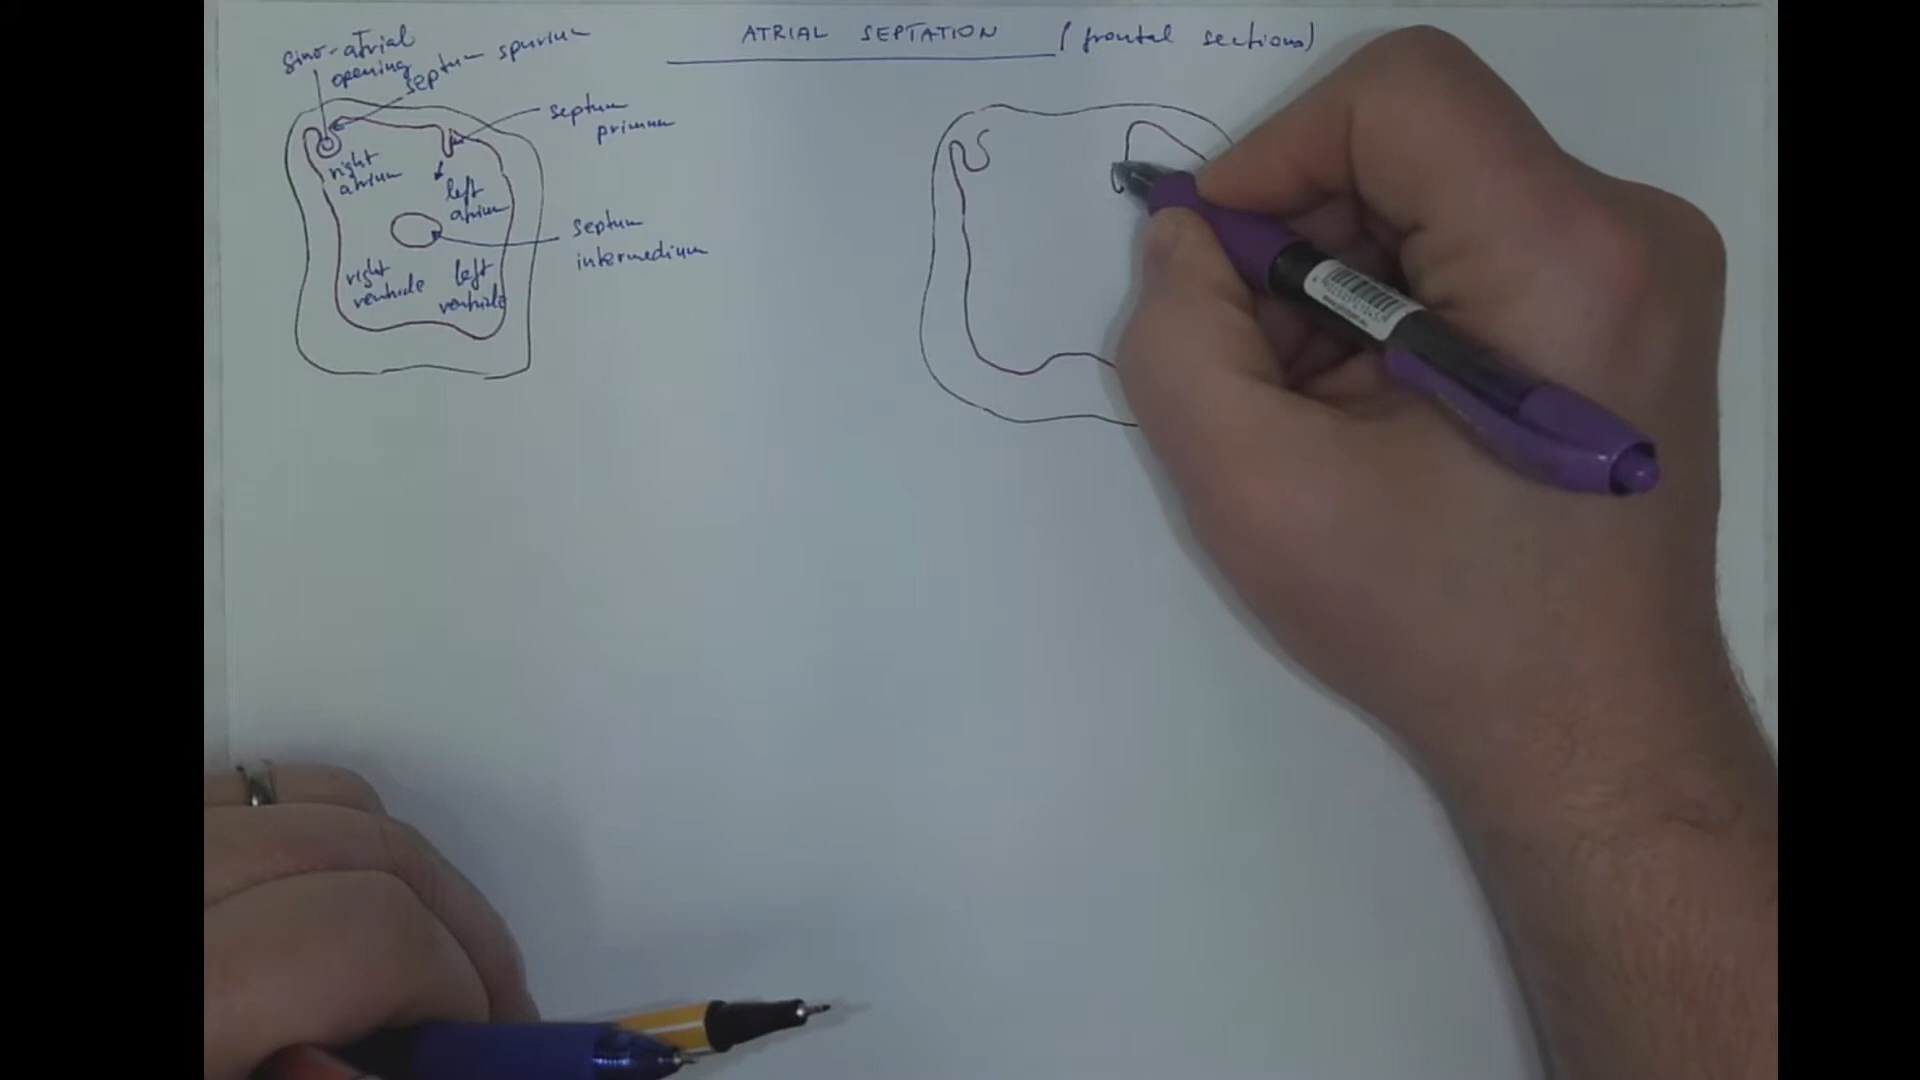 ATRIAL SEPTATION (frontal sections)
sino-atrial
opening
septum spurium
septum
primum
right
atrium
left
atrium
septum
intermedium
right
ventricle
left
ventricle